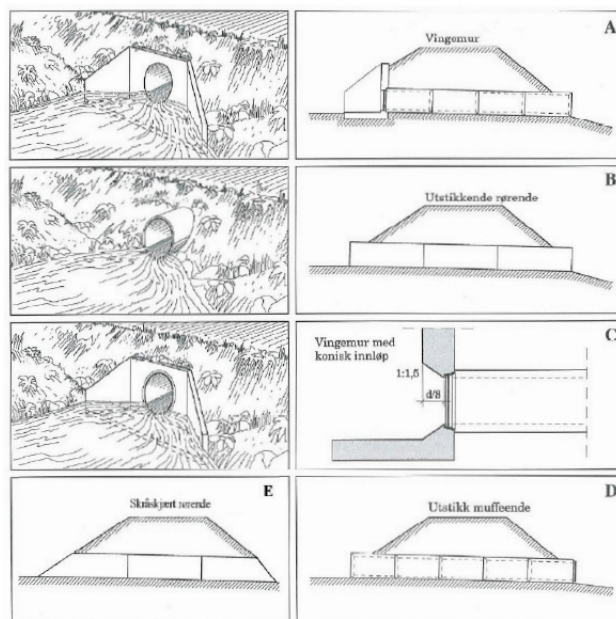 A
Vingemur
B
Utstikkende rørende
C
Vingemur med
konisk innløp
1:1,5
d/8
E
Skråskjært rørende
D
Utstikk muffeende